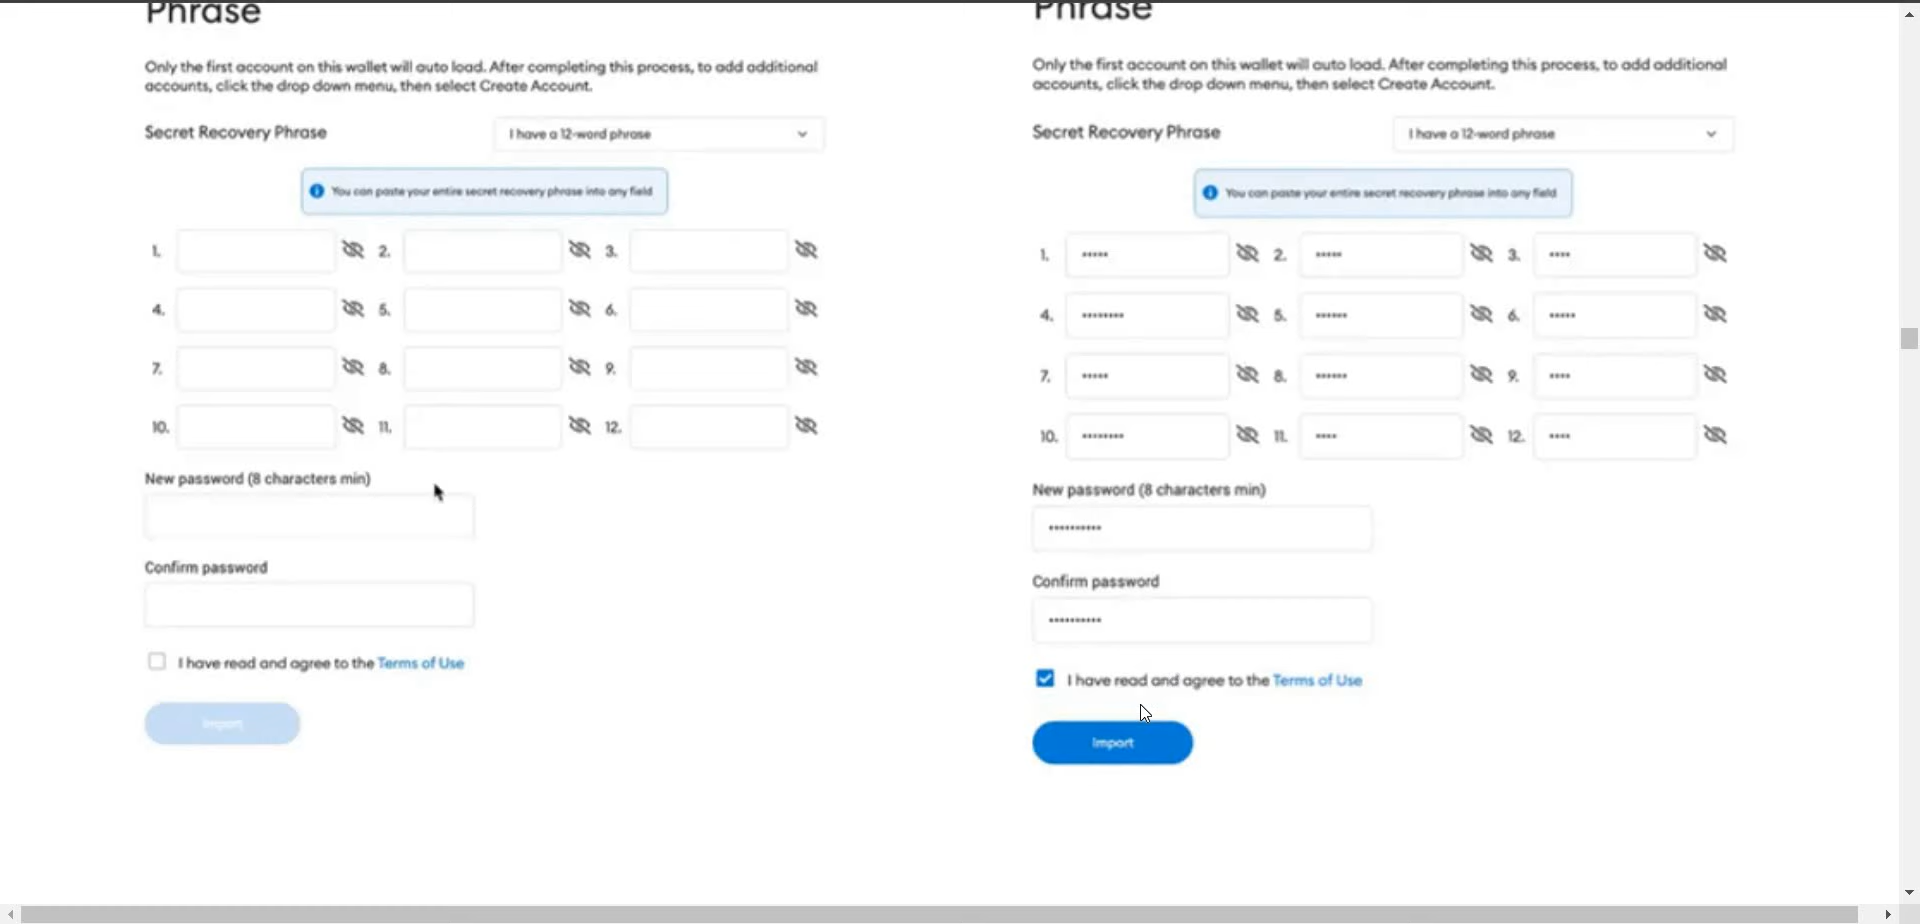 Phrase
Only the first account on this wallet will auto load. After completing this process, to add additional
accounts, click the drop down menu, then select Create Account.
Secret Recovery Phrase
I have a 12-word phrase
You can paste your entire secret recovery phrase into any field
1.
2.
3.
4.
5.
6.
7.
8.
9.
10.
11.
12.
New password (8 characters min)
Confirm password
I have read and agree to the Terms of Use
Import
Phrase
Only the first account on this wallet will auto load. After completing this process, to add additional
accounts, click the drop down menu, then select Create Account.
Secret Recovery Phrase
I have a 12-word phrase
You can paste your entire secret recovery phrase into any field
1. •••••
2. •••••
3. ••••
4. ••••••••
5. ••••••
6. •••••
7. •••••
8. ••••••
9. ••••
10. ••••••••
11. ••••
12. ••••
New password (8 characters min)
••••••••••
Confirm password
••••••••••
I have read and agree to the Terms of Use
Import